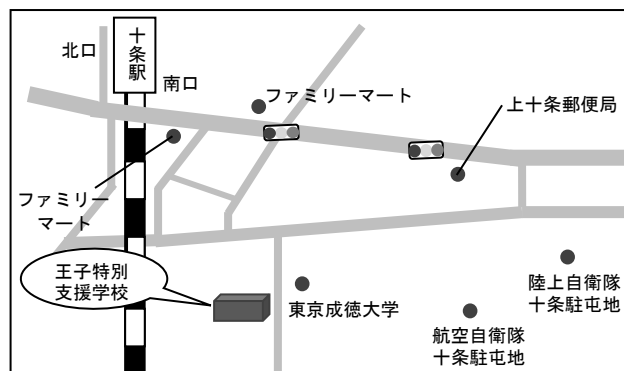 北口
十条駅
南口
ファミリーマート
上十条郵便局
ファミリー
マート
王子特別
支援学校
東京成徳大学
陸上自衛隊
十条駐屯地
航空自衛隊
十条駐屯地